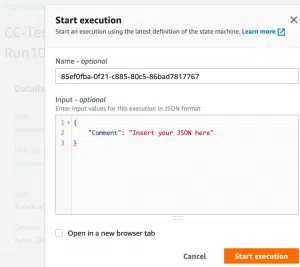 CC-Te
Run10
Details
Start execution
Start an execution using the latest definition of the state machine. Learn more
Name - optional
85ef0fba-0f21-c885-80c5-86bad7817767
Input - optional
Enter input values for this execution in JSON format
1 {
2 "Comment": "Insert your JSON here"
3 }
Open in a new browser tab
Cancel
Start execution